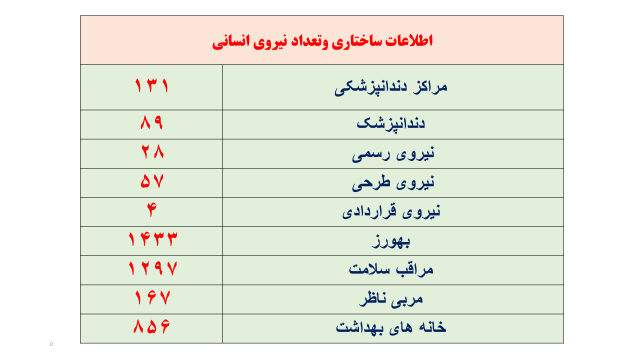 اطلاعات ساختاری وتعداد نیروی انسانی
مراکز دندانپزشکی ۱۳۱
دندانپزشک ۸۹
نیروی رسمی ۲۸
نیروی طرحی ۵۷
نیروی قراردادی ۴
بهورز ۱۴۳۳
مراقب سلامت ۱۲۹۷
مربی ناظر ۱۶۷
خانه های بهداشت ۸۵۶